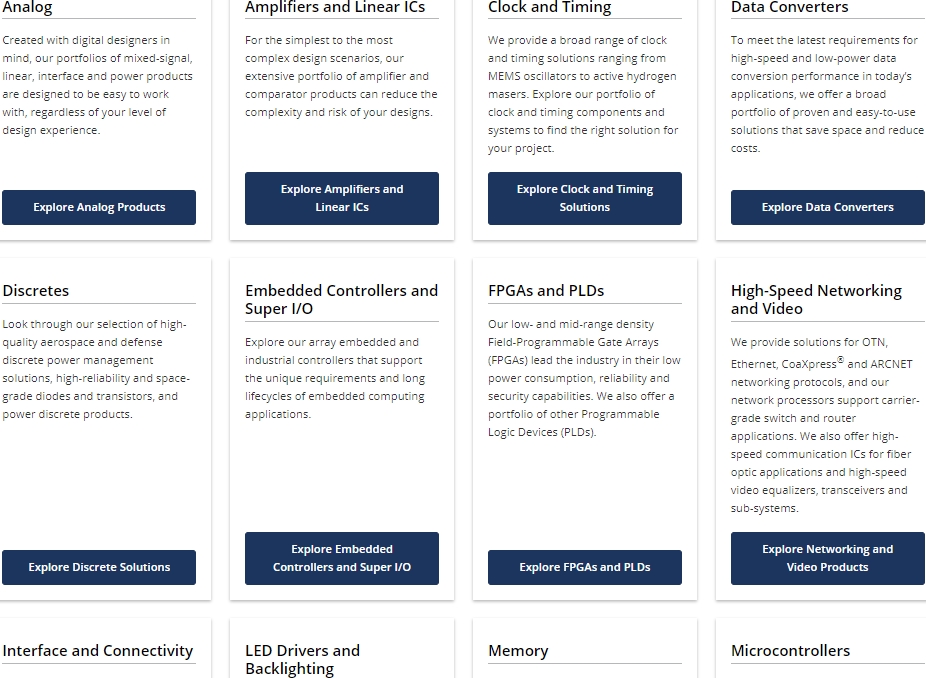 Analog
Created with digital designers in
mind, our portfolios of mixed-signal,
linear, interface and power products
are designed to be easy to work
with, regardless of your level of
design experience.
Explore Analog Products
Amplifiers and Linear ICs
For the simplest to the most
complex design scenarios, our
extensive portfolio of amplifier and
comparator products can reduce the
complexity and risk of your designs.
Explore Amplifiers and
Linear ICs
Clock and Timing
We provide a broad range of clock
and timing solutions ranging from
MEMS oscillators to active hydrogen
masers. Explore our portfolio of
clock and timing components and
systems to find the right solution for
your project.
Explore Clock and Timing
Solutions
Data Converters
To meet the latest requirements for
high-speed and low-power data
conversion performance in today's
applications, we offer a broad
portfolio of proven and easy-to-use
solutions that save space and reduce
costs.
Explore Data Converters
Discretes
Look through our selection of high-
quality aerospace and defense
discrete power management
solutions, high-reliability and space-
grade diodes and transistors, and
power discrete products.
Explore Discrete Solutions
Embedded Controllers and
Super I/O
Explore our array embedded and
industrial controllers that support
the unique requirements and long
lifecycles of embedded computing
applications.
Explore Embedded
Controllers and Super I/O
FPGAs and PLDs
Our low- and mid-range density
Field-Programmable Gate Arrays
(FPGAs) lead the industry in their low
power consumption, reliability and
security capabilities. We also offer a
portfolio of other Programmable
Logic Devices (PLDs).
Explore FPGAs and PLDs
High-Speed Networking
and Video
We provide solutions for OTN,
Ethernet, CoaXpress® and ARCNET
networking protocols, and our
network processors support carrier-
grade switch and router
applications. We also offer high-
speed communication ICs for fiber
optic applications and high-speed
video equalizers, transceivers and
sub-systems.
Explore Networking and
Video Products
Interface and Connectivity
LED Drivers and
Backlighting
Memory
Microcontrollers